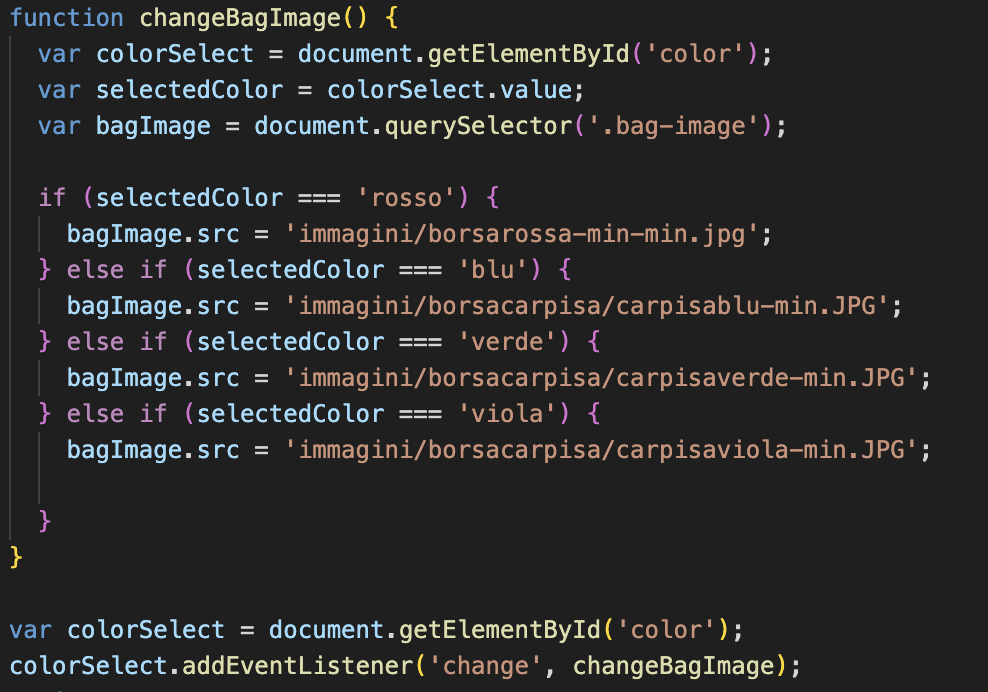 function changeBagImage() {
var colorSelect = document.getElementById('color');
var selectedColor = colorSelect.value;
var bagImage = document.querySelector('.bag-image');
if (selectedColor === 'rosso') {
bagImage.src = 'immagini/borsarossa-min-min.jpg';
} else if (selectedColor === 'blu') {
bagImage.src = 'immagini/borsacarpisa/carpisablu-min.JPG';
} else if (selectedColor === 'verde') {
bagImage.src = 'immagini/borsacarpisa/carpisaverde-min.JPG';
} else if (selectedColor === 'viola') {
bagImage.src = 'immagini/borsacarpisa/carpisaviola-min.JPG';
}
}
var colorSelect = document.getElementById('color');
colorSelect.addEventListener('change', changeBagImage);